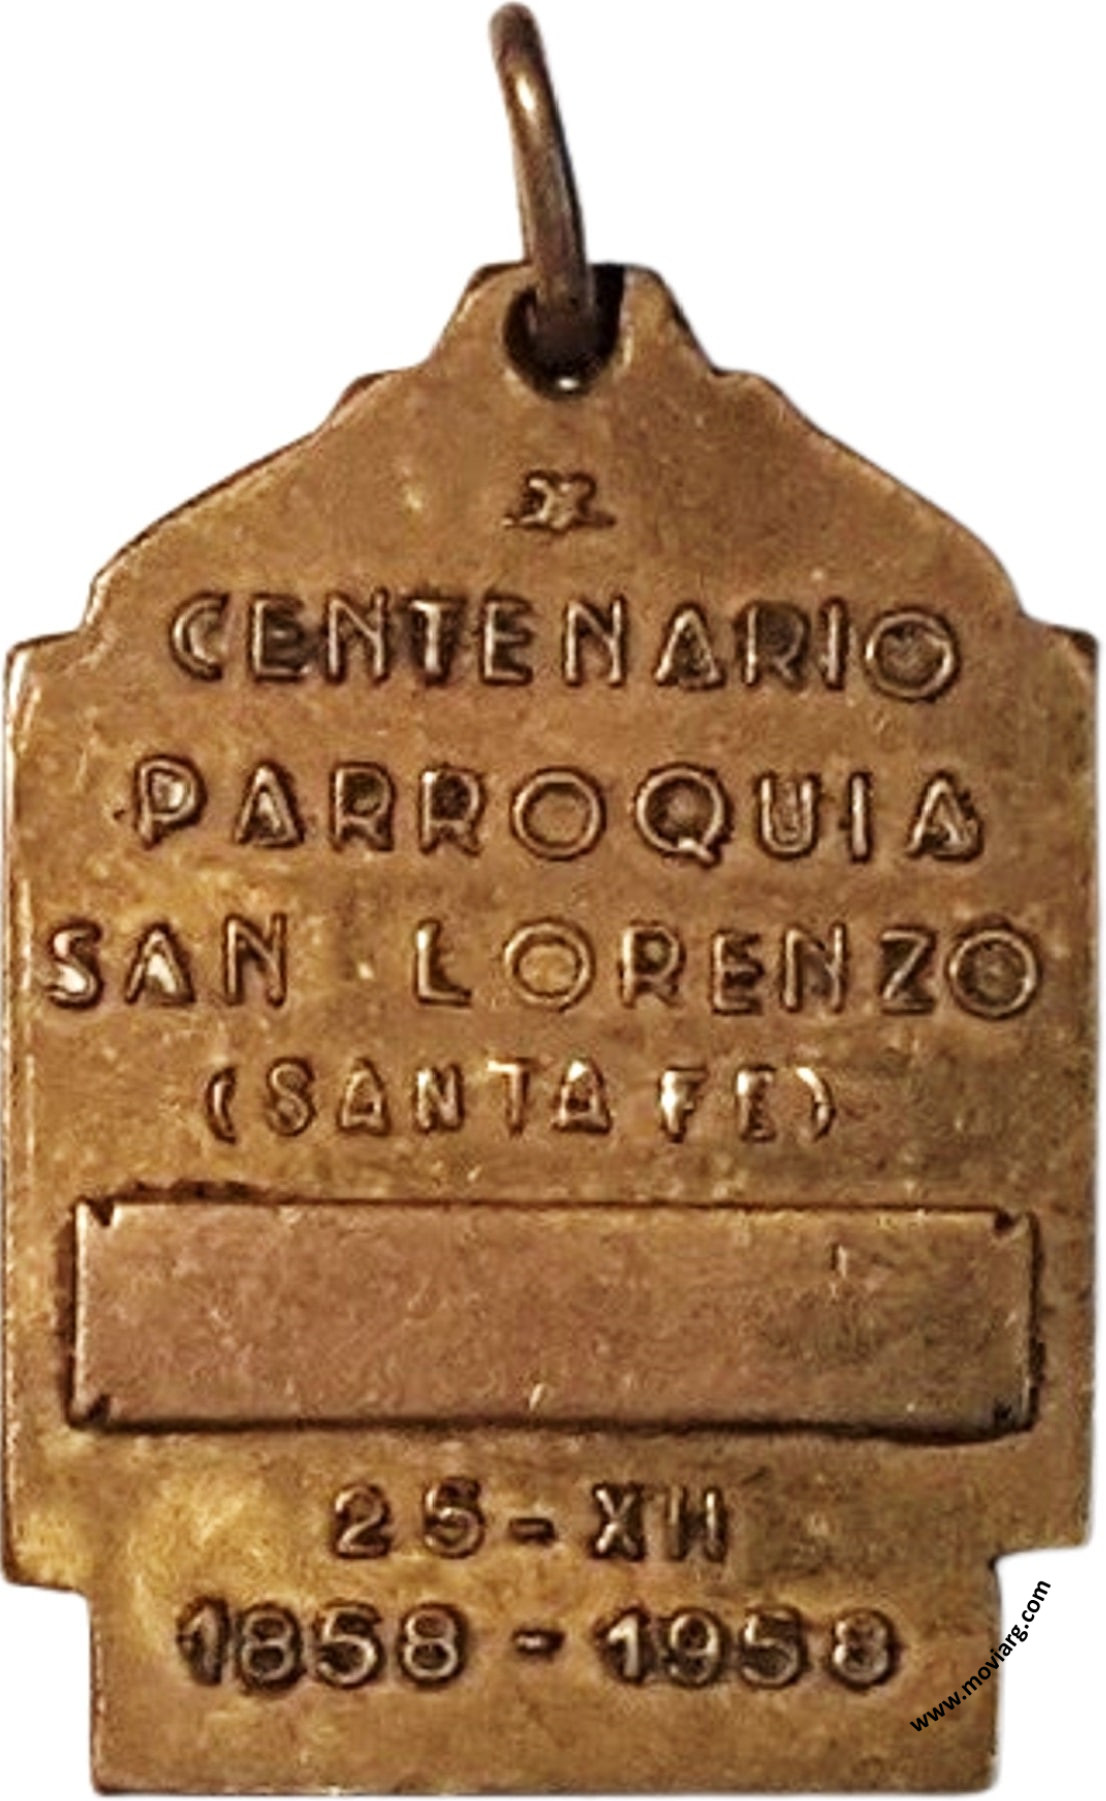 CENTENARIO
PARROQUIA
SAN LORENZO
(SANTA FE)
25-XII
1858-1958
www.moviarg.com